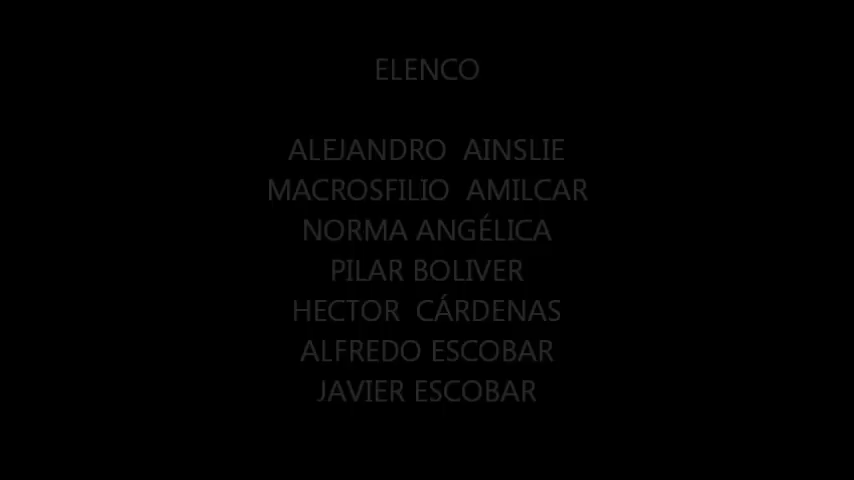 ELENCO
ALEJANDRO AINSLIE
MACROSFILIO AMILCAR
NORMA ANGÉLICA
PILAR BOLIVER
HECTOR CÁRDENAS
ALFREDO ESCOBAR
JAVIER ESCOBAR